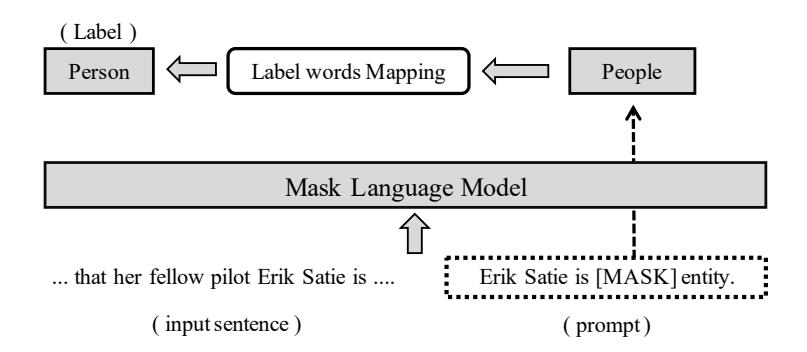 ( Label )
Person
Label words Mapping
People
Mask Language Model
... that her fellow pilot Erik Satie is ....
Erik Satie is [MASK] entity.
( input sentence )
( prompt )